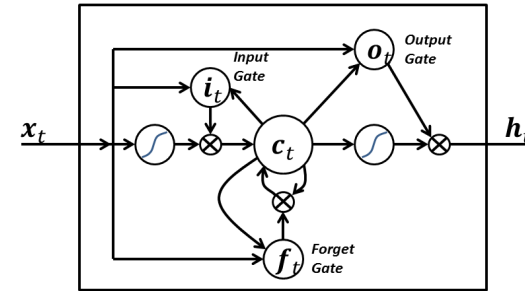 Input
Gate
i_t
o_t
Output
Gate
x_t
c_t
h_t
f_t
Forget
Gate